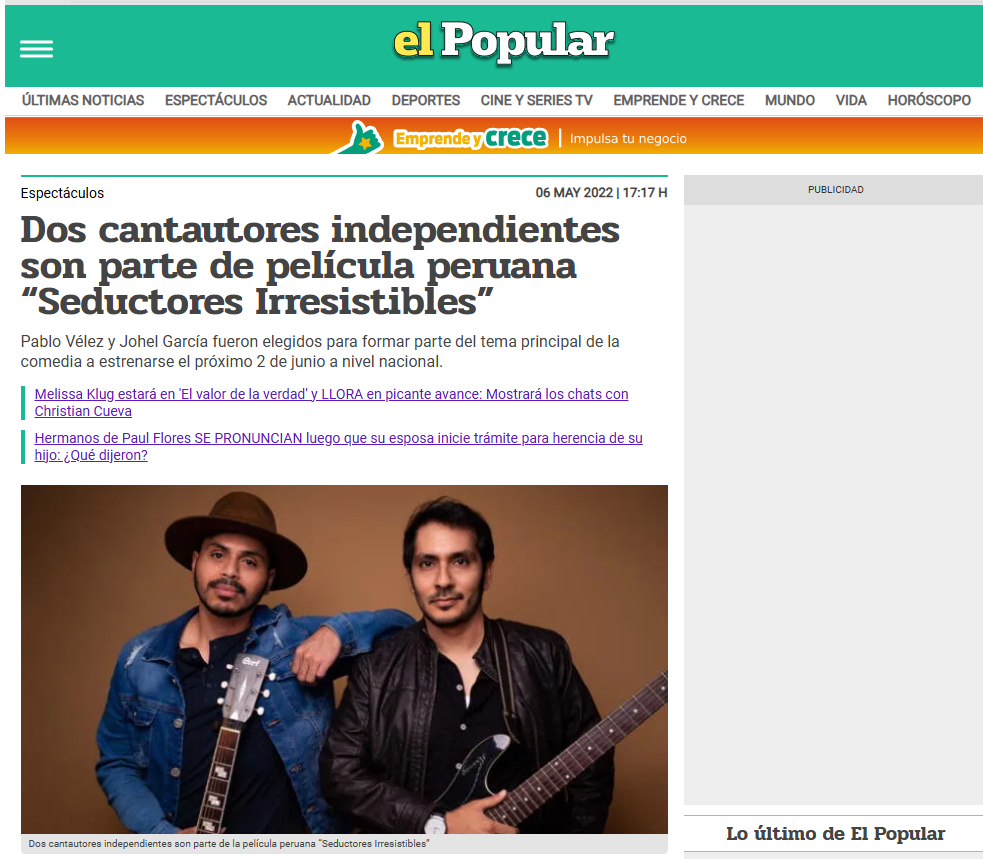 el Popular
ÚLTIMAS NOTICIAS ESPECTÁCULOS ACTUALIDAD DEPORTES CINE Y SERIES TV EMPRENDE Y CRECE MUNDO VIDA HORÓSCOPO
Emprende y crece | Impulsa tu negocio
Espectáculos
06 MAY 2022 | 17:17 H
Dos cantautores independientes
son parte de película peruana
“Seductores Irresistibles”
Pablo Vélez y Johel García fueron elegidos para formar parte del tema principal de la
comedia a estrenarse el próximo 2 de junio a nivel nacional.
Melissa Klug estará en 'El valor de la verdad' y LLORA en picante avance: Mostrará los chats con
Christian Cueva
Hermanos de Paul Flores SE PRONUNCIAN luego que su esposa inicie trámite para herencia de su
hijo: ¿Qué dijeron?
Cort
Dos cantautores independientes son parte de la película peruana “Seductores Irresistibles”
PUBLICIDAD
Lo último de El Popular